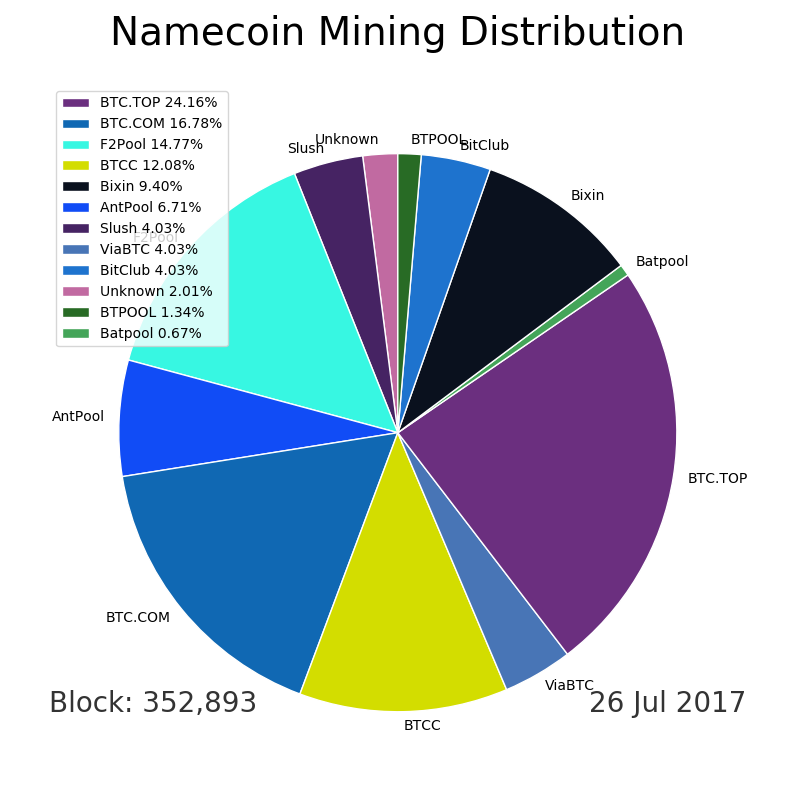 Namecoin Mining Distribution
BTC.TOP 24.16%
BTC.COM 16.78%
F2Pool 14.77%
BTCC 12.08%
Bixin 9.40%
AntPool 6.71%
Slush 4.03%
ViaBTC 4.03%
BitClub 4.03%
Unknown 2.01%
BTPOOL 1.34%
Batpool 0.67%
Unknown
BTPOOL
BitClub
Slush
Bixin
F2Pool
Batpool
AntPool
BTC.TOP
BTC.COM
ViaBTC
BTCC
Block: 352,893
26 Jul 2017